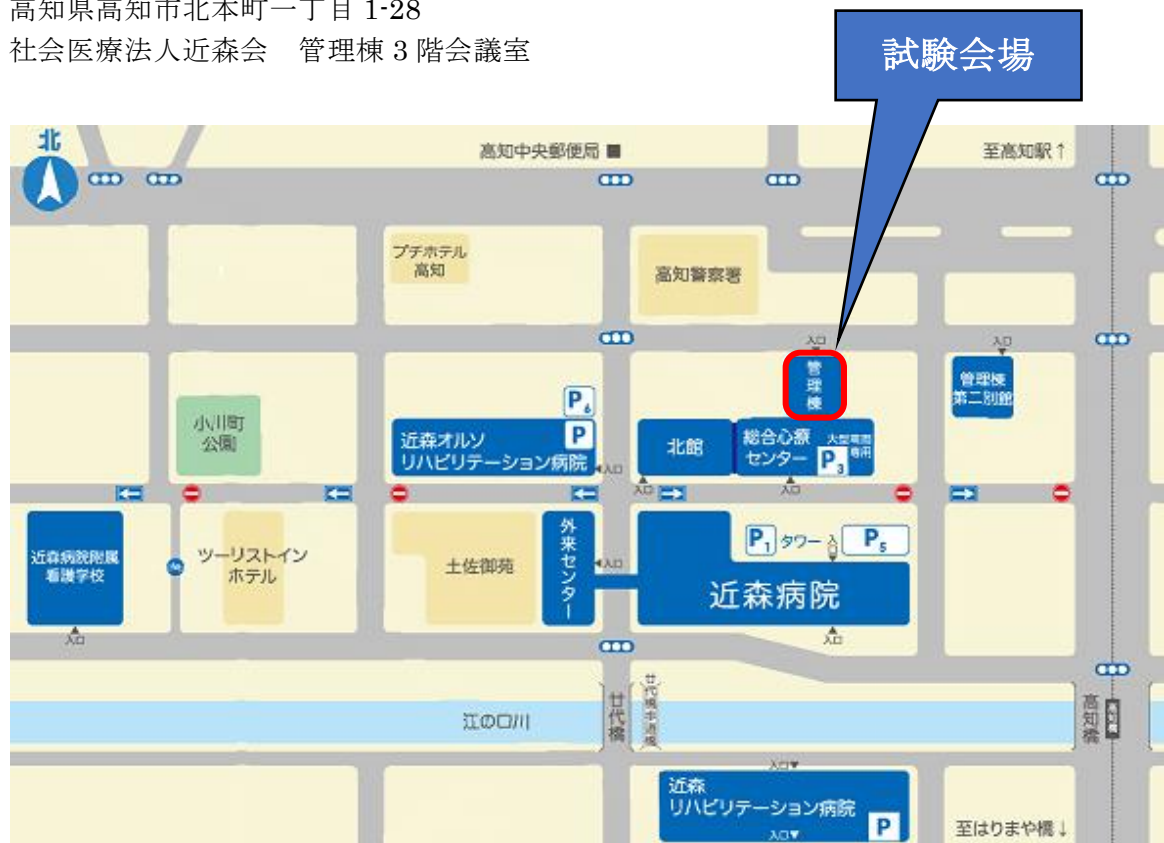 高知県高知市北本町一丁目 1-28
社会医療法人近森会　管理棟 3 階会議室
試験会場
北
高知中央郵便局
至高知駅↑
プチホテル
高知
高知警察署
入口
入口
管理棟
管理棟
第二別館
小川町
公園
P6
P
近森オルソ
リハビリテーション病院
入口
北館
総合心療
センター
大型車両
専用
P3
入口
入口
近森病院附属
看護学校
入口
ツーリストイン
ホテル
土佐御苑
外来センター
入口
P1
タワー
入口
P5
近森病院
入口
江の口川
廿代橋
廿代橋歩道橋
高知橋
高知橋
入口▼
近森
リハビリテーション病院
入口▼
P
至はりまや橋↓